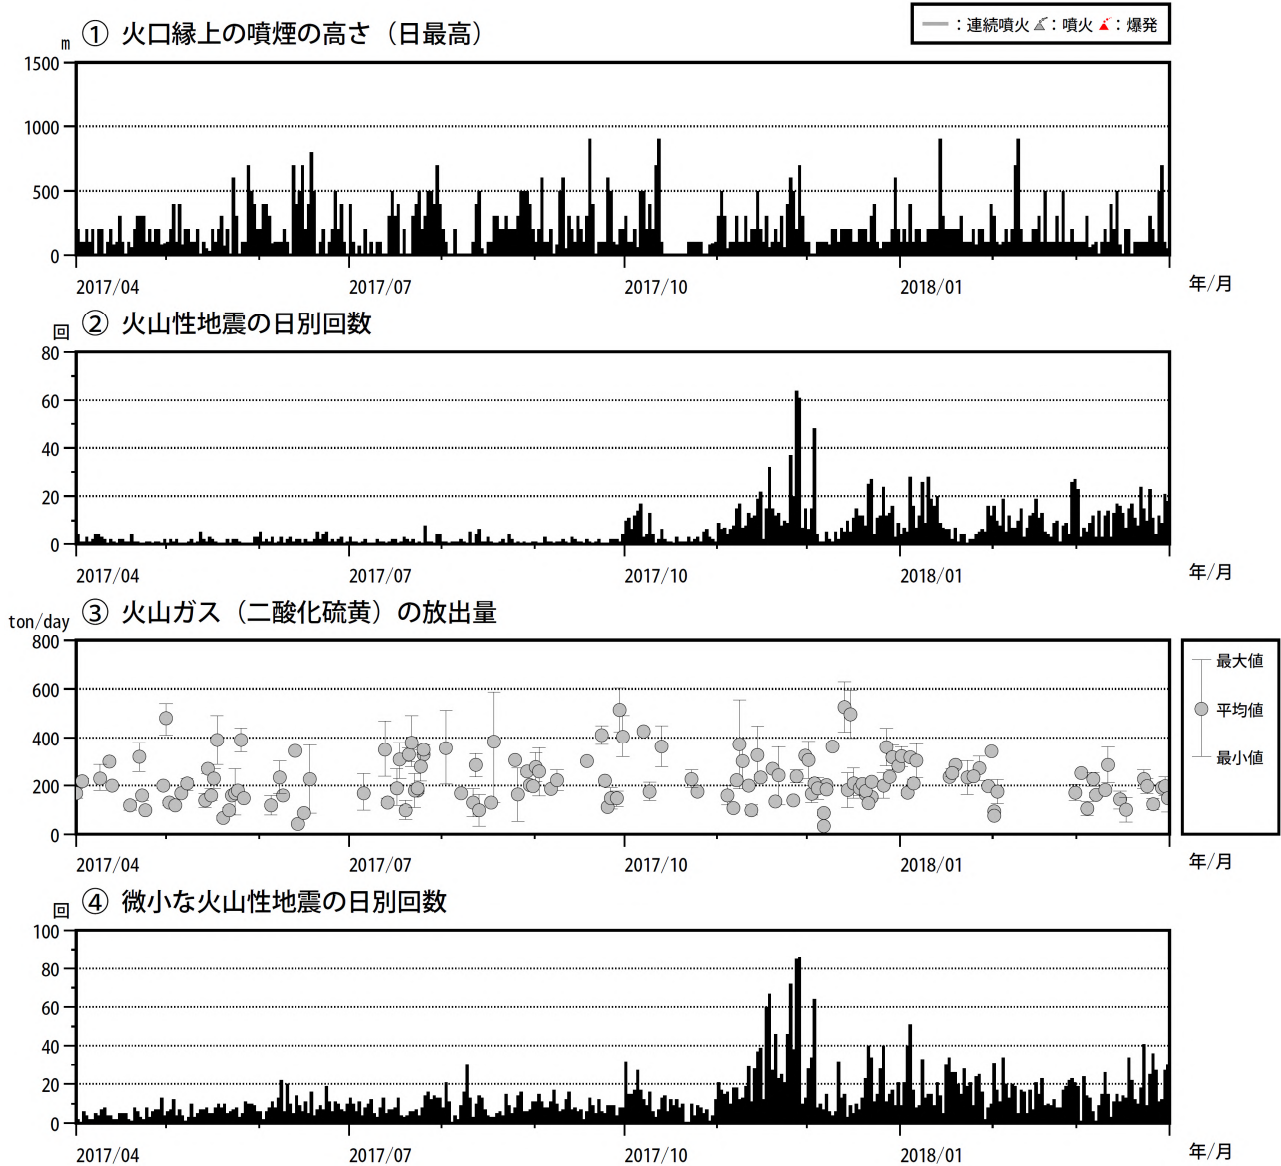 ① 火口縁上の噴煙の高さ（日最高）
：連続噴火 ：噴火 ：爆発
m
1500
1000
500
0
2017/04 2017/07 2017/10 2018/01 年/月
② 火山性地震の日別回数
回
80
60
40
20
0
2017/04 2017/07 2017/10 2018/01 年/月
③ 火山ガス（二酸化硫黄）の放出量
ton/day
800
600
400
200
0
最大値
平均値
最小値
2017/04 2017/07 2017/10 2018/01 年/月
④ 微小な火山性地震の日別回数
回
100
80
60
40
20
0
2017/04 2017/07 2017/10 2018/01 年/月